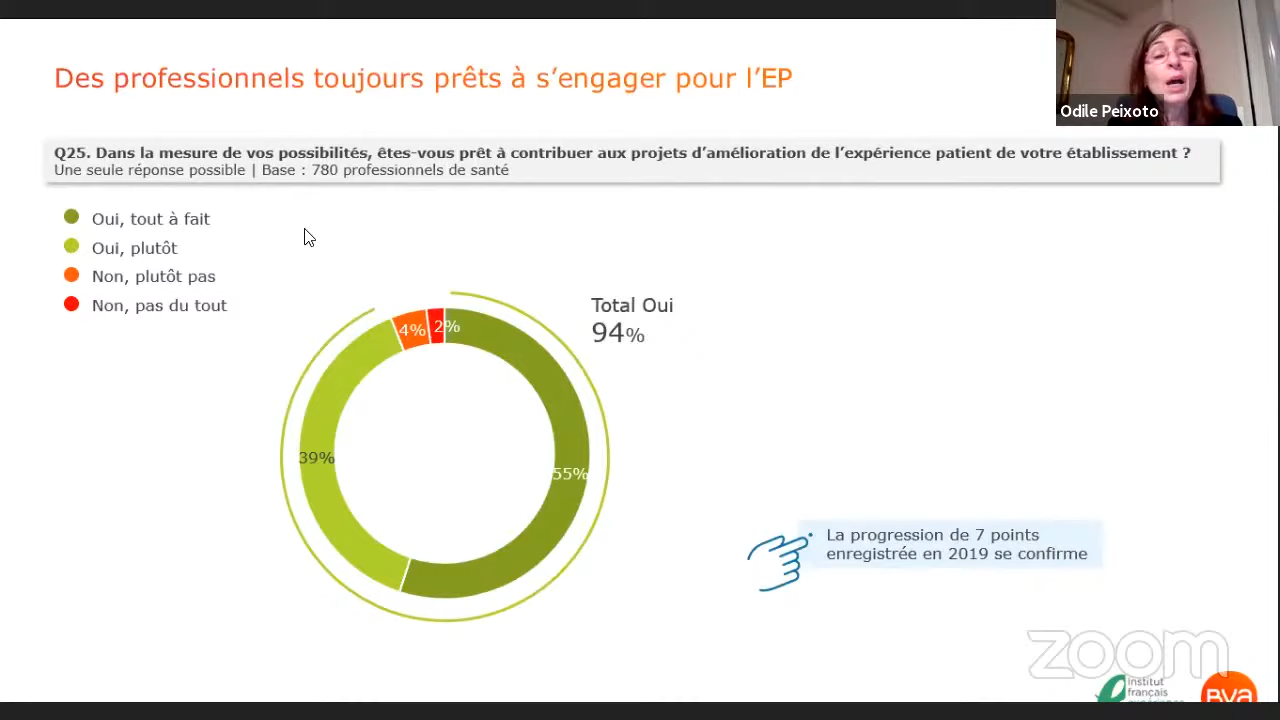 Des professionnels toujours prêts à s’engager pour l’EP
Odile Peixoto
Q25. Dans la mesure de vos possibilités, êtes-vous prêt à contribuer aux projets d’amélioration de l’expérience patient de votre établissement ?
Une seule réponse possible | Base : 780 professionnels de santé
Oui, tout à fait
Oui, plutôt
Non, plutôt pas
Non, pas du tout
Total Oui
94%
4%
2%
39%
55%
La progression de 7 points
enregistrée en 2019 se confirme
zoom
institut
français
BVA